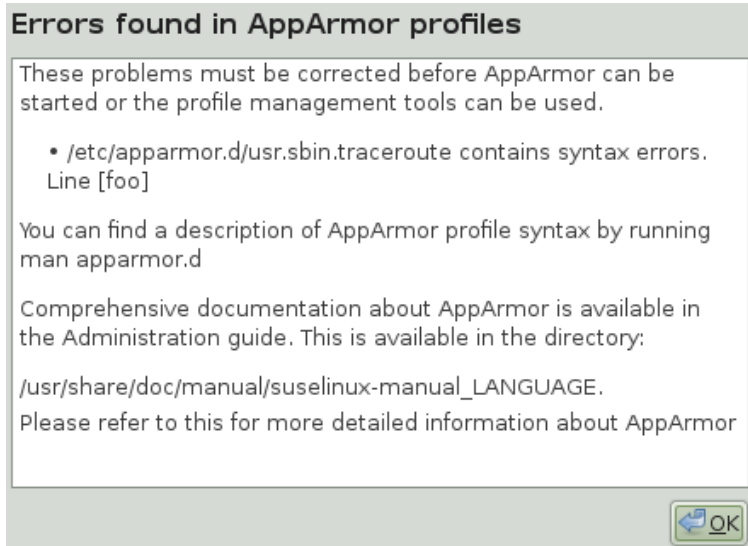 Errors found in AppArmor profiles
These problems must be corrected before AppArmor can be
started or the profile management tools can be used.
• /etc/apparmor.d/usr.sbin.traceroute contains syntax errors.
Line [foo]
You can find a description of AppArmor profile syntax by running
man apparmor.d
Comprehensive documentation about AppArmor is available in
the Administration guide. This is available in the directory:
/usr/share/doc/manual/suselinux-manual_LANGUAGE.
Please refer to this for more detailed information about AppArmor
OK